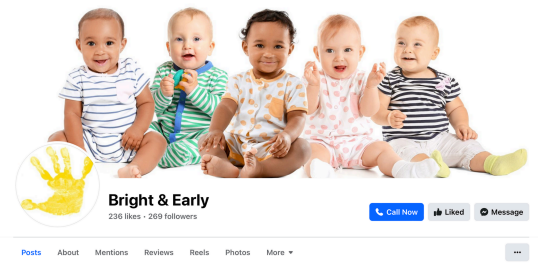 Bright & Early
236 likes • 269 followers
Call Now
Liked
Message
Posts
About
Mentions
Reviews
Reels
Photos
More